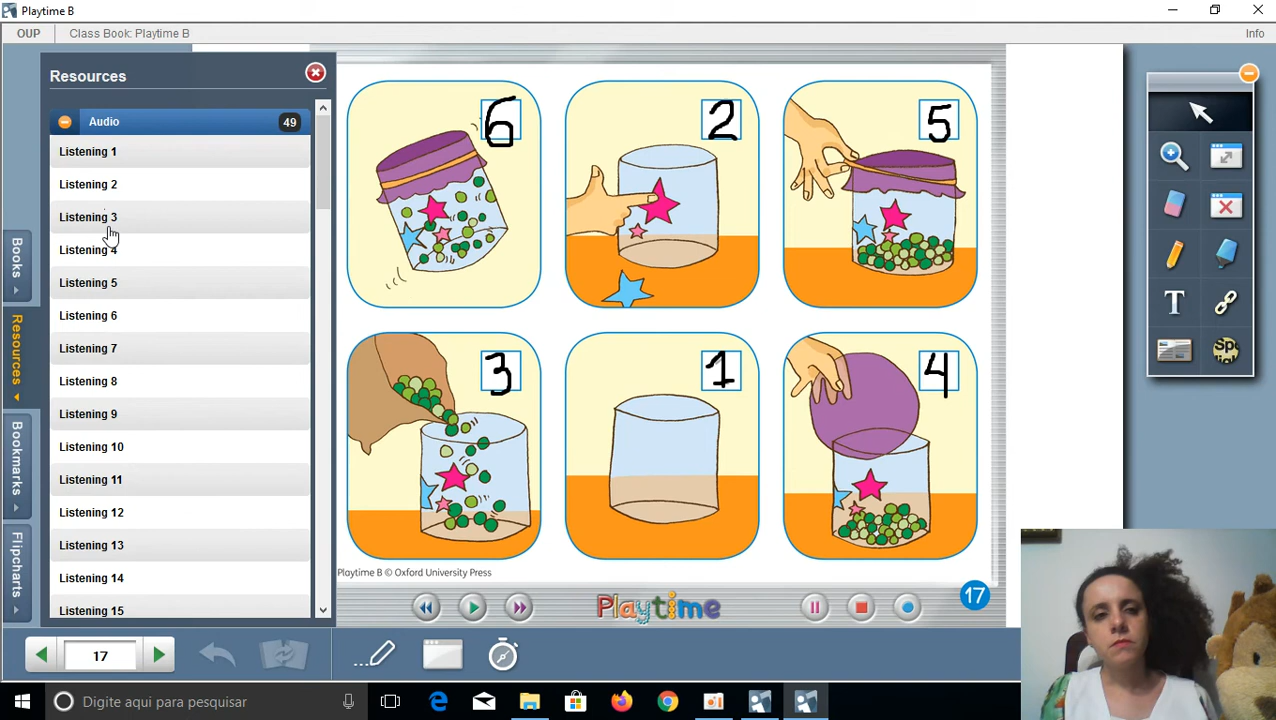 Playtime B
OUP
Class Book: Playtime B
Info
Resources
Audio
49
Listening 1
Listening 2
Listening 3
Listening 4
Listening 5
Listening 6
Listening 7
Listening 8
Listening 9
Listening 10
Listening 11
Listening 12
Listening 13
Listening 14
Listening 15
Books
Resources
Bookmarks
Flipcharts
6
2
5
3
1
4
Playtime B © Oxford University Press
Playtime
17
T
17
Digite aqui para pesquisar